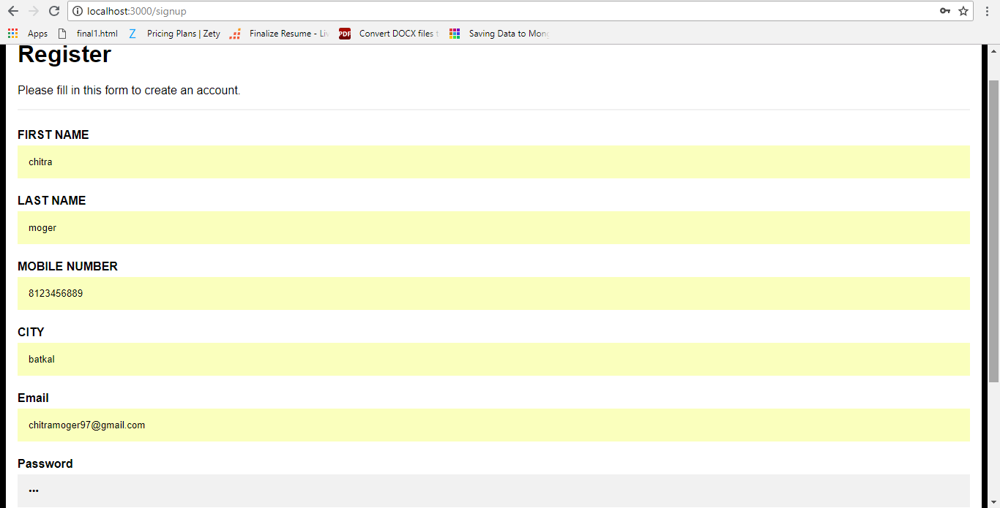 localhost:3000/signup
Apps final1.html Pricing Plans | Zety Finalize Resume - Liv PDF Convert DOCX files t Saving Data to Mong
Register
Please fill in this form to create an account.
FIRST NAME
chitra
LAST NAME
moger
MOBILE NUMBER
8123456889
CITY
batkal
Email
chitramoger97@gmail.com
Password
•••